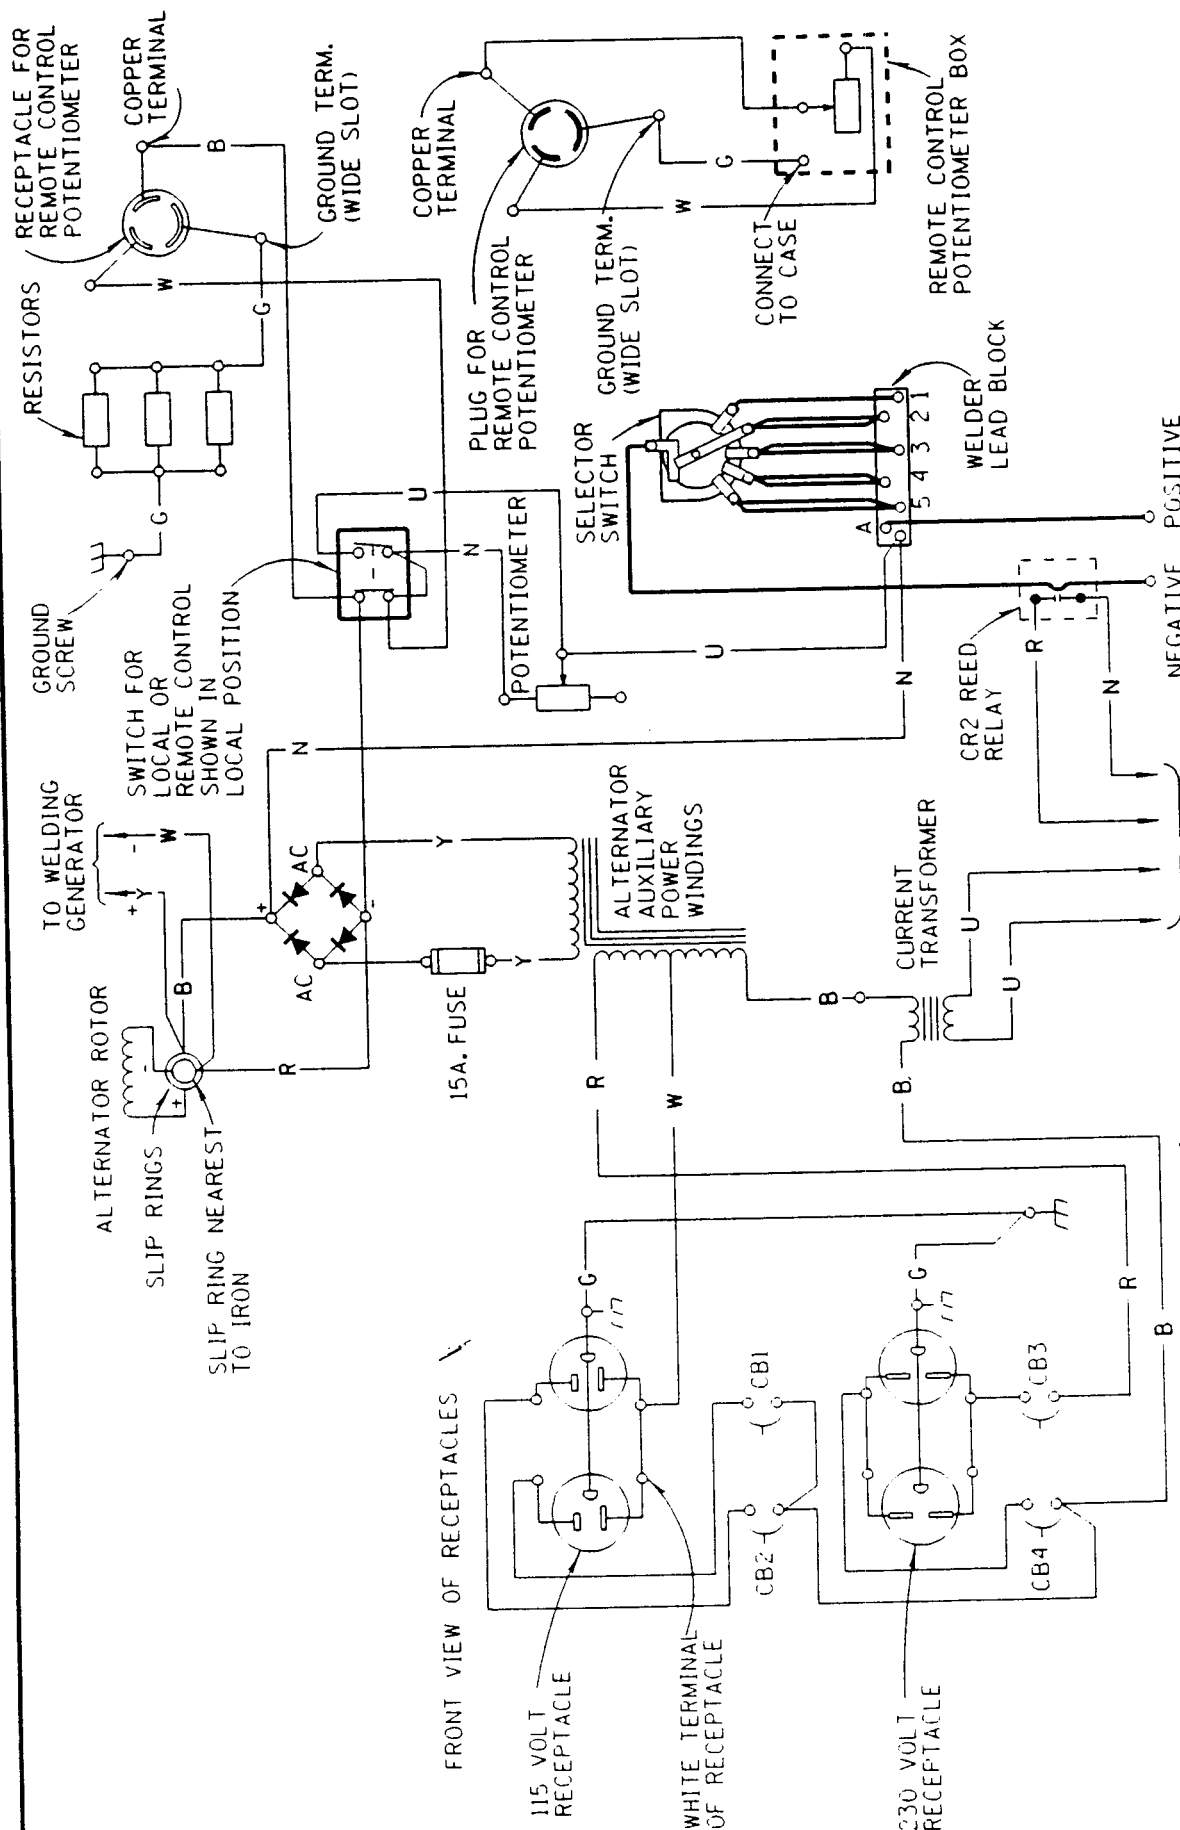 RECEPTACLE FOR
REMOTE CONTROL
POTENTIOMETER
COPPER
TERMINAL
B
GROUND TERM.
(WIDE SLOT)
W
G
RESISTORS
G
GROUND
SCREW
COPPER
TERMINAL
PLUG FOR
REMOTE CONTROL
POTENTIOMETER
GROUND TERM.
(WIDE SLOT)
G
W
CONNECT
TO CASE
REMOTE CONTROL
POTENTIOMETER BOX
SWITCH FOR
LOCAL OR
REMOTE CONTROL
SHOWN IN
LOCAL POSITION
U
N
POTENTIOMETER
U
N
N
SELECTOR
SWITCH
A 5 4 3 2 1
WELDER
LEAD BLOCK
POSITIVE
NEGATIVE
CR2 REED
RELAY
R
N
TO WELDING
GENERATOR
+ Y
- W
ALTERNATOR ROTOR
SLIP RINGS
SLIP RING NEAREST
TO IRON
+
-
B
R
+
-
AC
AC
Y
Y
15A. FUSE
ALTERNATOR
AUXILIARY
POWER
WINDINGS
R
W
B
CURRENT
TRANSFORMER
U
U
B
FRONT VIEW OF RECEPTACLES
115 VOLT
RECEPTACLE
WHITE TERMINAL
OF RECEPTACLE
230 VOLT
RECEPTACLE
G
G
CB1
CB2
CB3
CB4
R
B